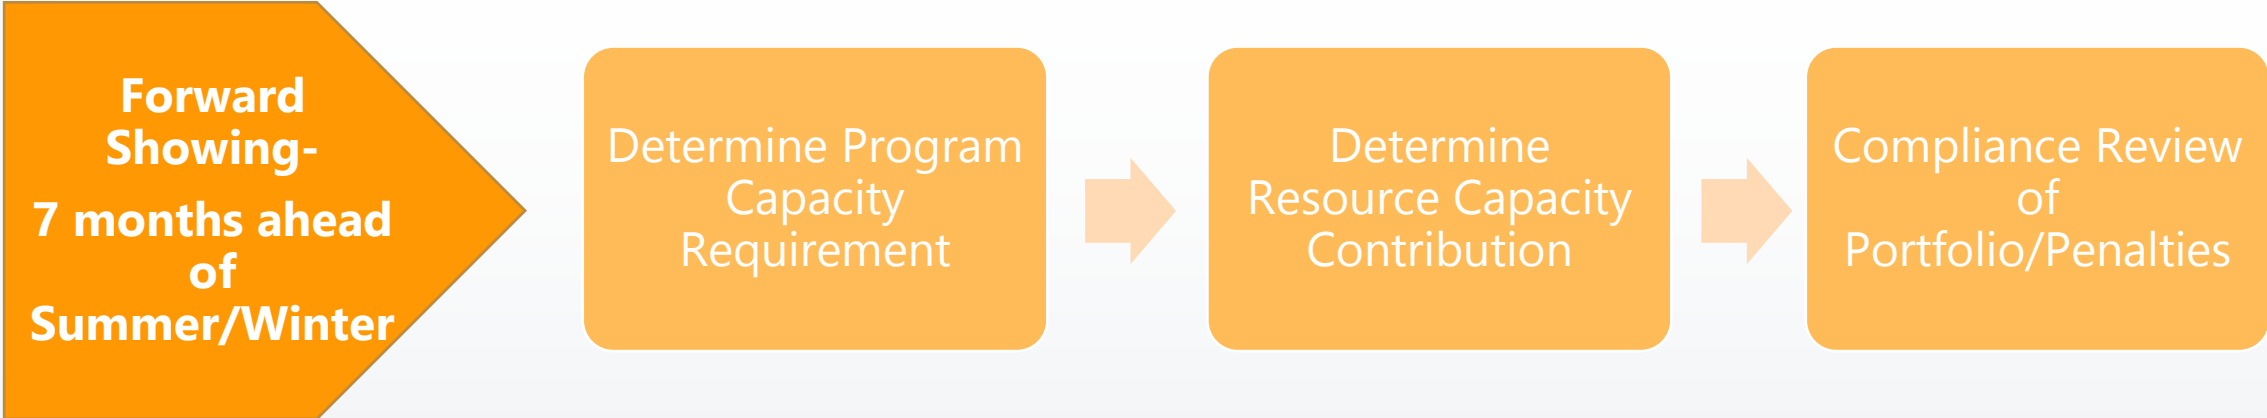 Forward
Showing-
7 months ahead
of
Summer/Winter
Determine Program
Capacity
Requirement
Determine
Resource Capacity
Contribution
Compliance Review
of
Portfolio/Penalties